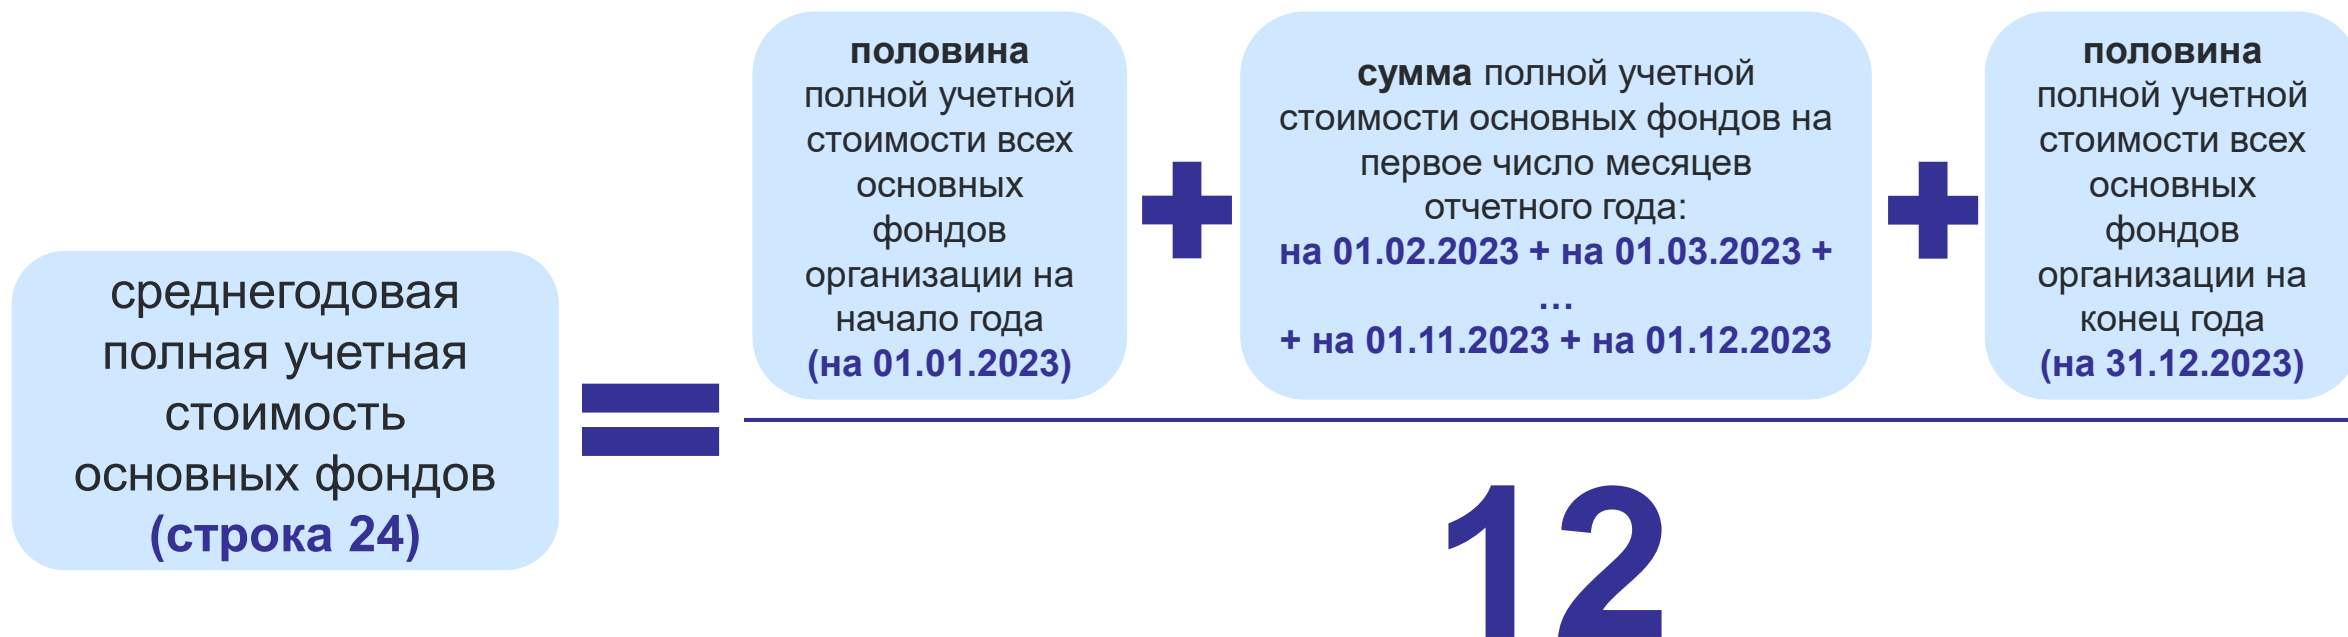 среднегодовая
полная учетная
стоимость
основных фондов
(строка 24)
=
половина
полной учетной
стоимости всех
основных
фондов
организации на
начало года
(на 01.01.2023)
+
сумма полной учетной
стоимости основных фондов на
первое число месяцев
отчетного года:
на 01.02.2023 + на 01.03.2023 +
…
+ на 01.11.2023 + на 01.12.2023
+
половина
полной учетной
стоимости всех
основных
фондов
организации на
конец года
(на 31.12.2023)
12